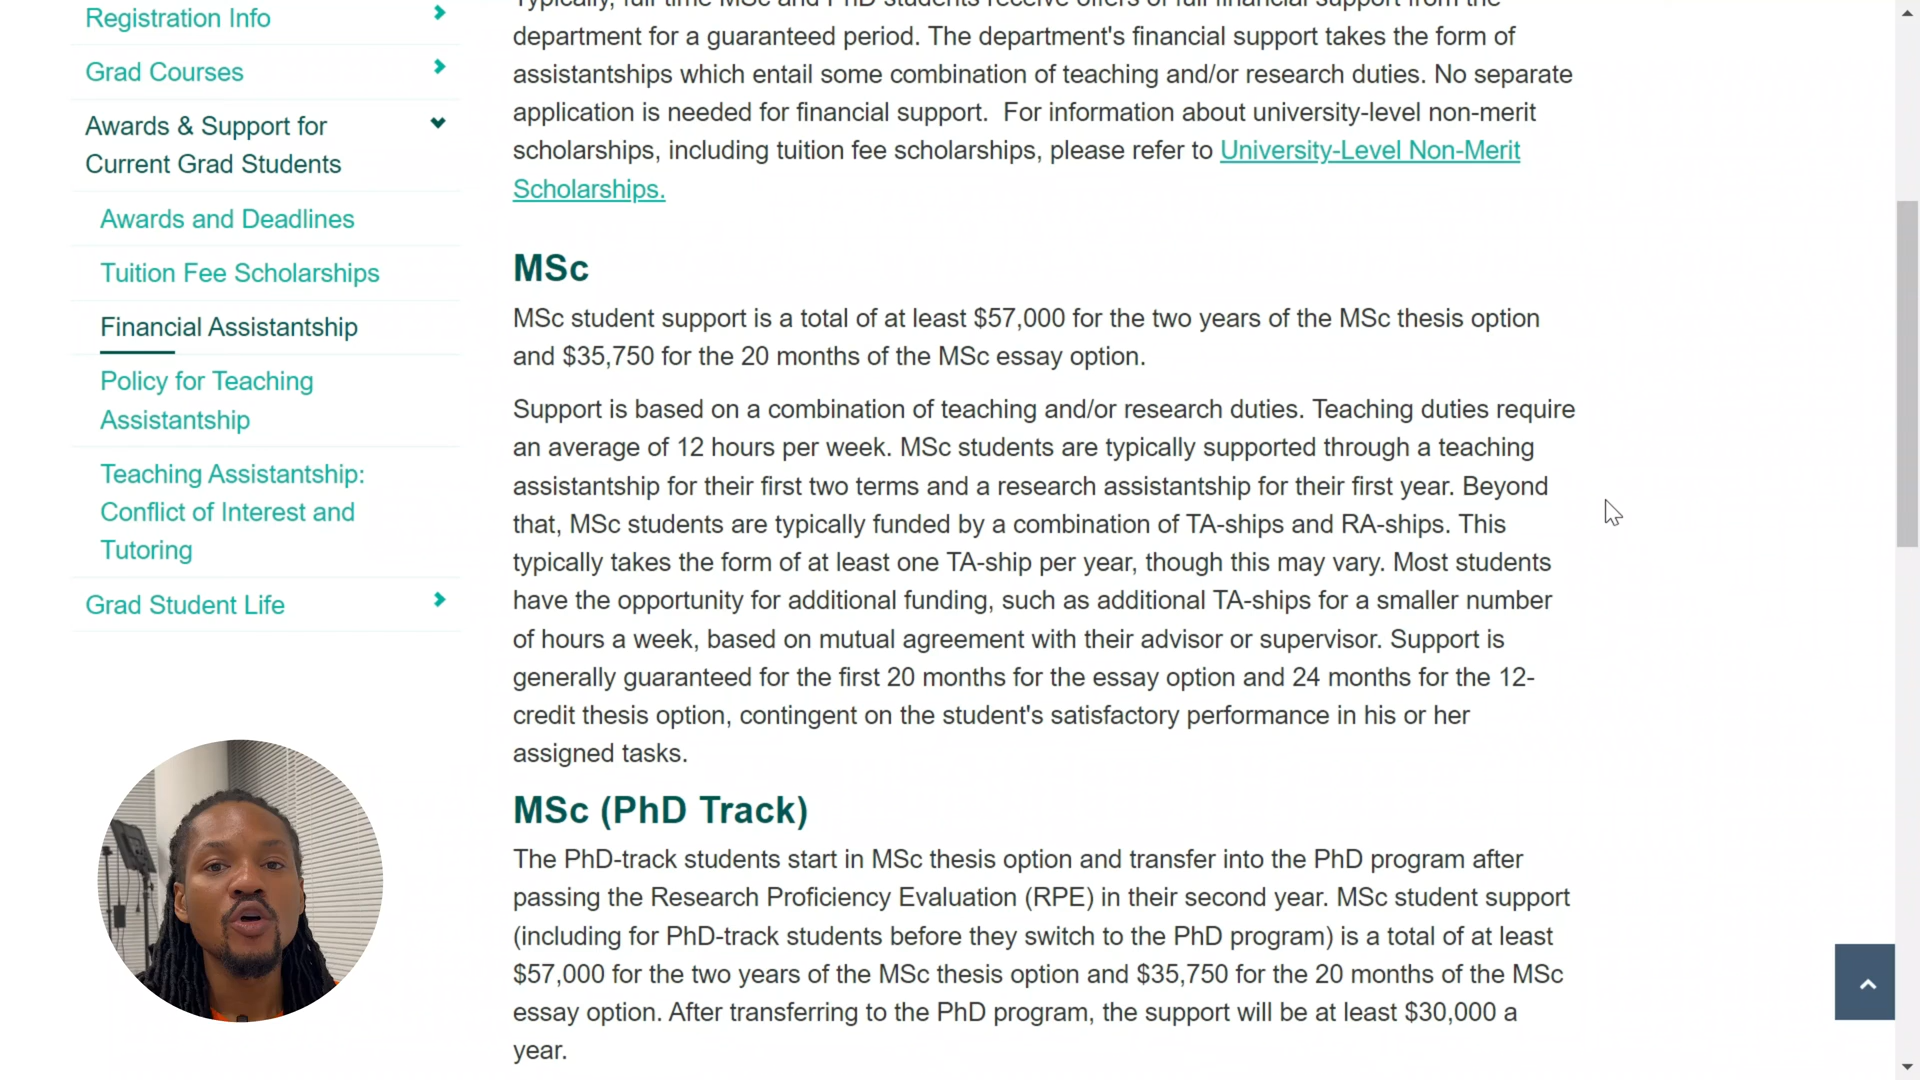 Registration Info
Grad Courses
Awards & Support for
Current Grad Students
Awards and Deadlines
Tuition Fee Scholarships
Financial Assistantship
Policy for Teaching
Assistantship
Teaching Assistantship:
Conflict of Interest and
Tutoring
Grad Student Life
Typically, full-time MSc and PhD students receive offers of full financial support from the
department for a guaranteed period. The department's financial support takes the form of
assistantships which entail some combination of teaching and/or research duties. No separate
application is needed for financial support.  For information about university-level non-merit
scholarships, including tuition fee scholarships, please refer to University-Level Non-Merit
Scholarships.
MSc
MSc student support is a total of at least $57,000 for the two years of the MSc thesis option
and $35,750 for the 20 months of the MSc essay option.
Support is based on a combination of teaching and/or research duties. Teaching duties require
an average of 12 hours per week. MSc students are typically supported through a teaching
assistantship for their first two terms and a research assistantship for their first year. Beyond
that, MSc students are typically funded by a combination of TA-ships and RA-ships. This
typically takes the form of at least one TA-ship per year, though this may vary. Most students
have the opportunity for additional funding, such as additional TA-ships for a smaller number
of hours a week, based on mutual agreement with their advisor or supervisor. Support is
generally guaranteed for the first 20 months for the essay option and 24 months for the 12-
credit thesis option, contingent on the student's satisfactory performance in his or her
assigned tasks.
MSc (PhD Track)
The PhD-track students start in MSc thesis option and transfer into the PhD program after
passing the Research Proficiency Evaluation (RPE) in their second year. MSc student support
(including for PhD-track students before they switch to the PhD program) is a total of at least
$57,000 for the two years of the MSc thesis option and $35,750 for the 20 months of the MSc
essay option. After transferring to the PhD program, the support will be at least $30,000 a
year.